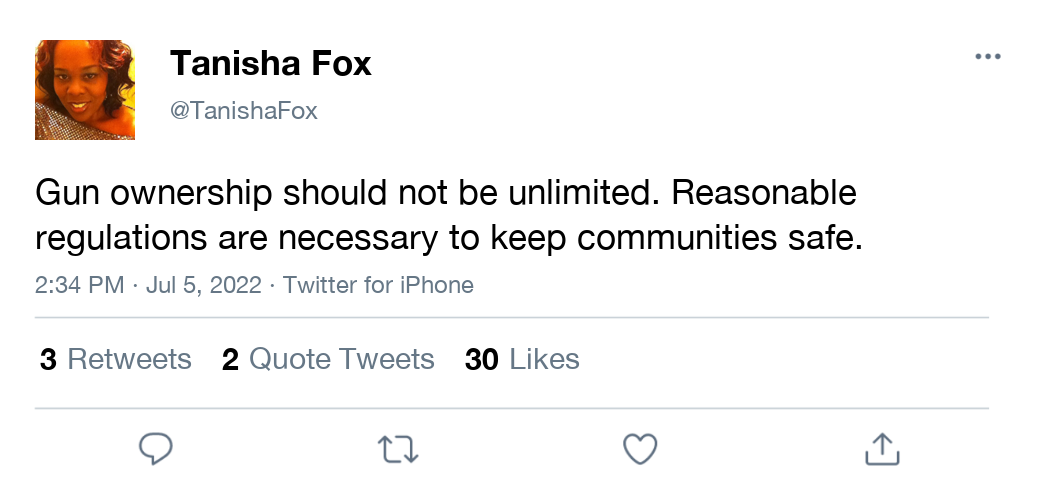 Tanisha Fox
@TanishaFox
Gun ownership should not be unlimited. Reasonable
regulations are necessary to keep communities safe.
2:34 PM · Jul 5, 2022 · Twitter for iPhone
3 Retweets 2 Quote Tweets 30 Likes